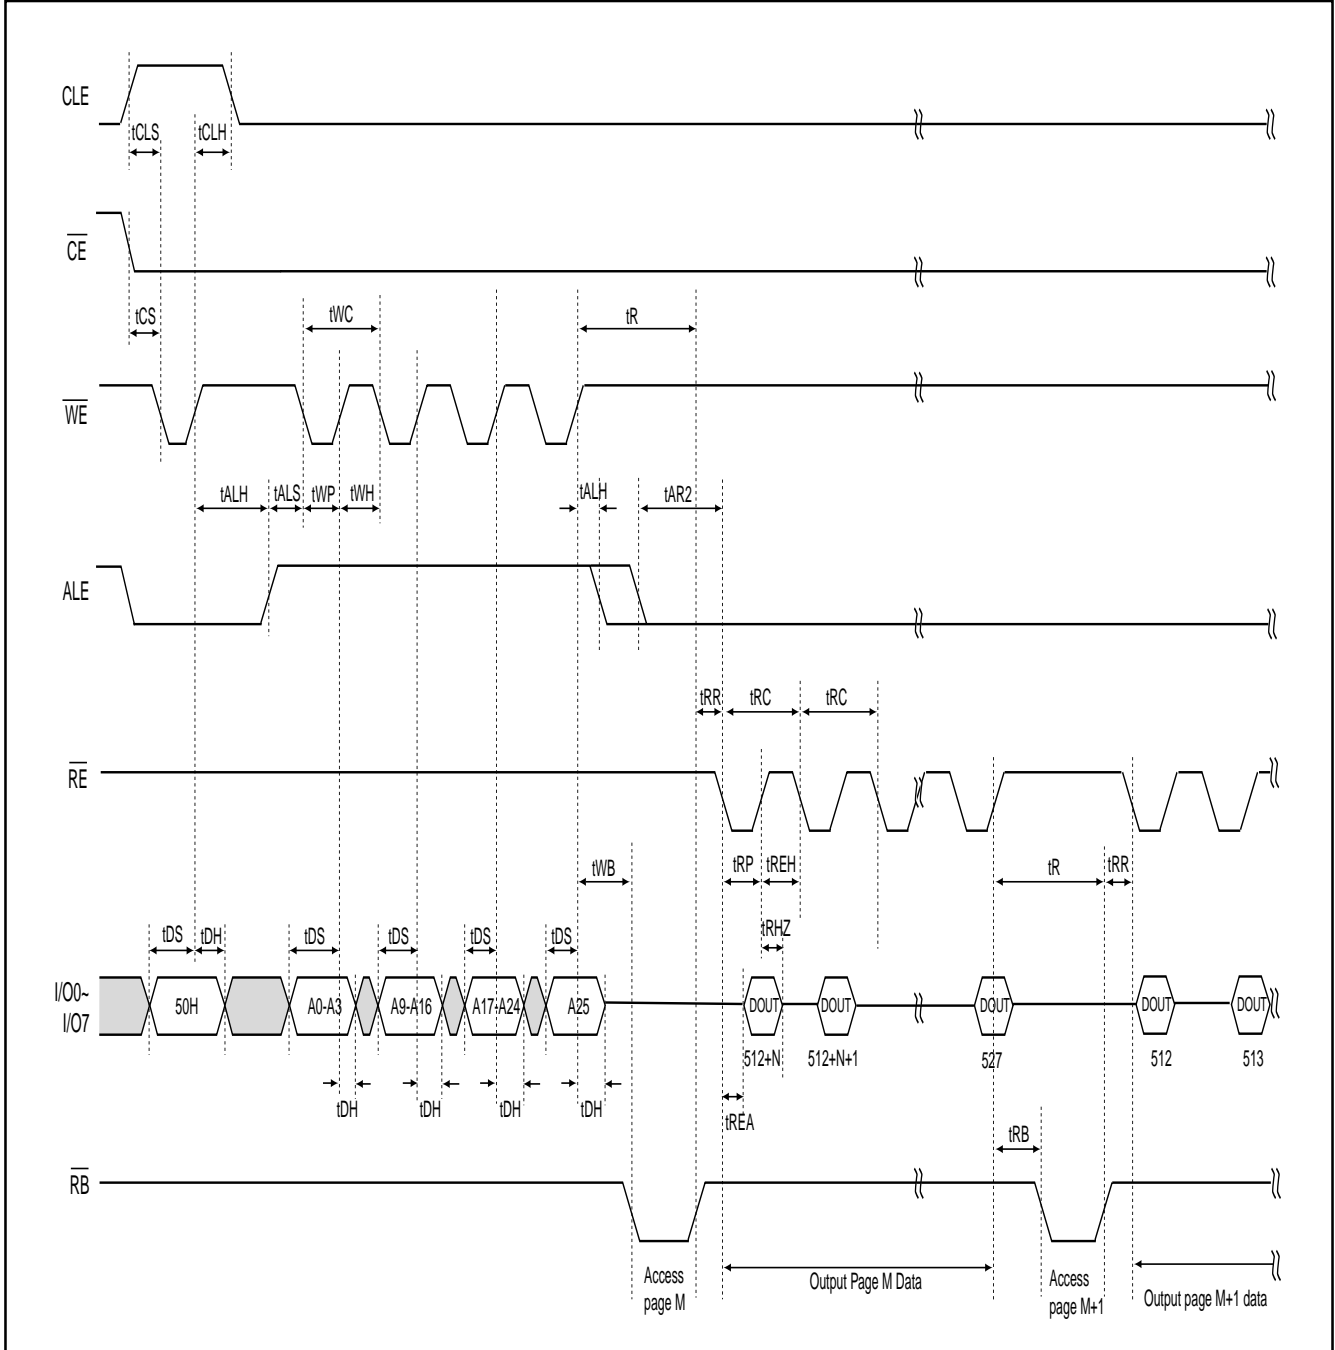 CLE
tCLS
tCLH
CE
tCS
tWC
tR
WE
tALH
tALS
tWP
tWH
tALH
tAR2
ALE
tRR
tRC
tRC
RE
tWB
tRP
tREH
tR
tRR
tRHZ
tDS
tDH
tDS
tDS
tDS
tDS
I/O0~
I/O7
50H
A0-A3
A9-A16
A17-A24
A25
DOUT
DOUT
DOUT
DOUT
DOUT
512+N
512+N+1
527
512
513
tDH
tDH
tDH
tDH
tREA
tRB
RB
Access
page M
Output Page M Data
Access
page M+1
Output page M+1 data